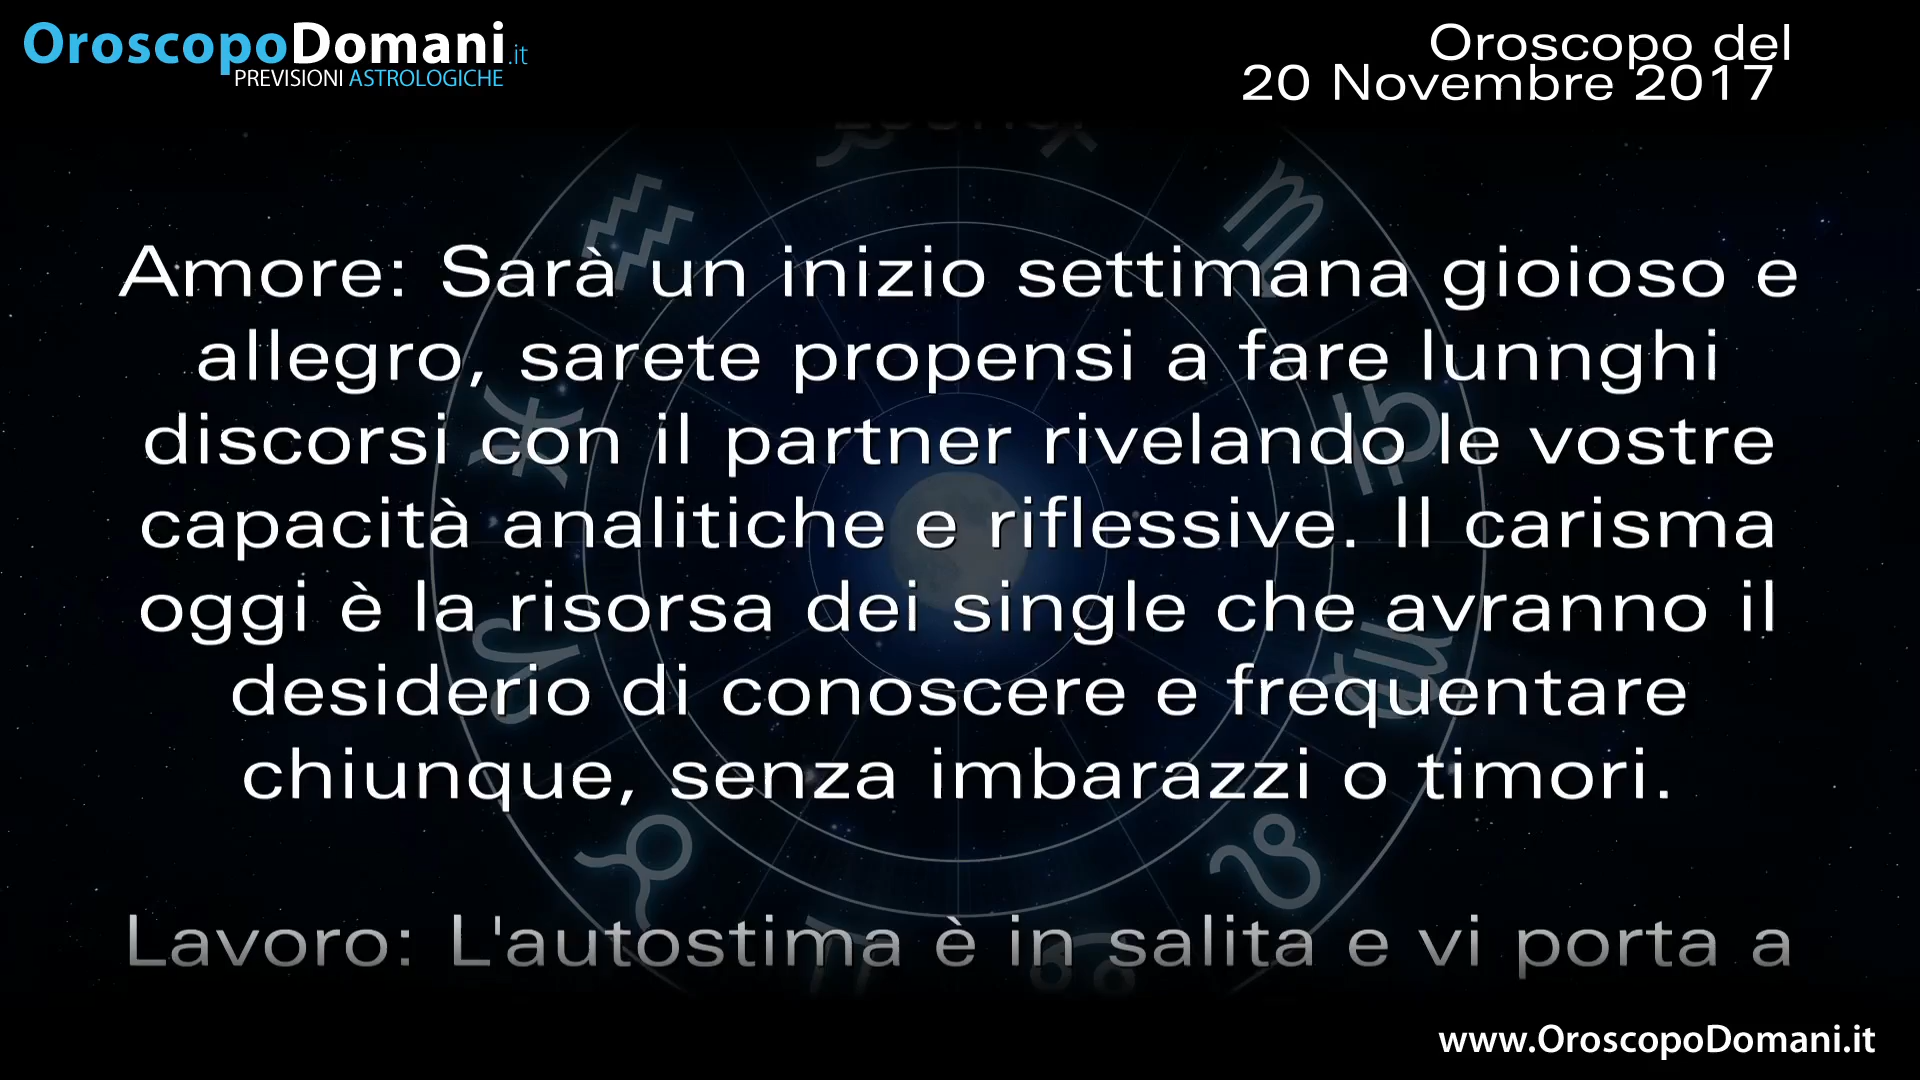 OroscopoDomani.it
PREVISIONI ASTROLOGICHE
Oroscopo del
20 Novembre 2017
Amore: Sarà un inizio settimana gioioso e
allegro, sarete propensi a fare lunnghi
discorsi con il partner rivelando le vostre
capacità analitiche e riflessive. Il carisma
oggi è la risorsa dei single che avranno il
desiderio di conoscere e frequentare
chiunque, senza imbarazzi o timori.
Lavoro: L'autostima è in salita e vi porta a
www.OroscopoDomani.it